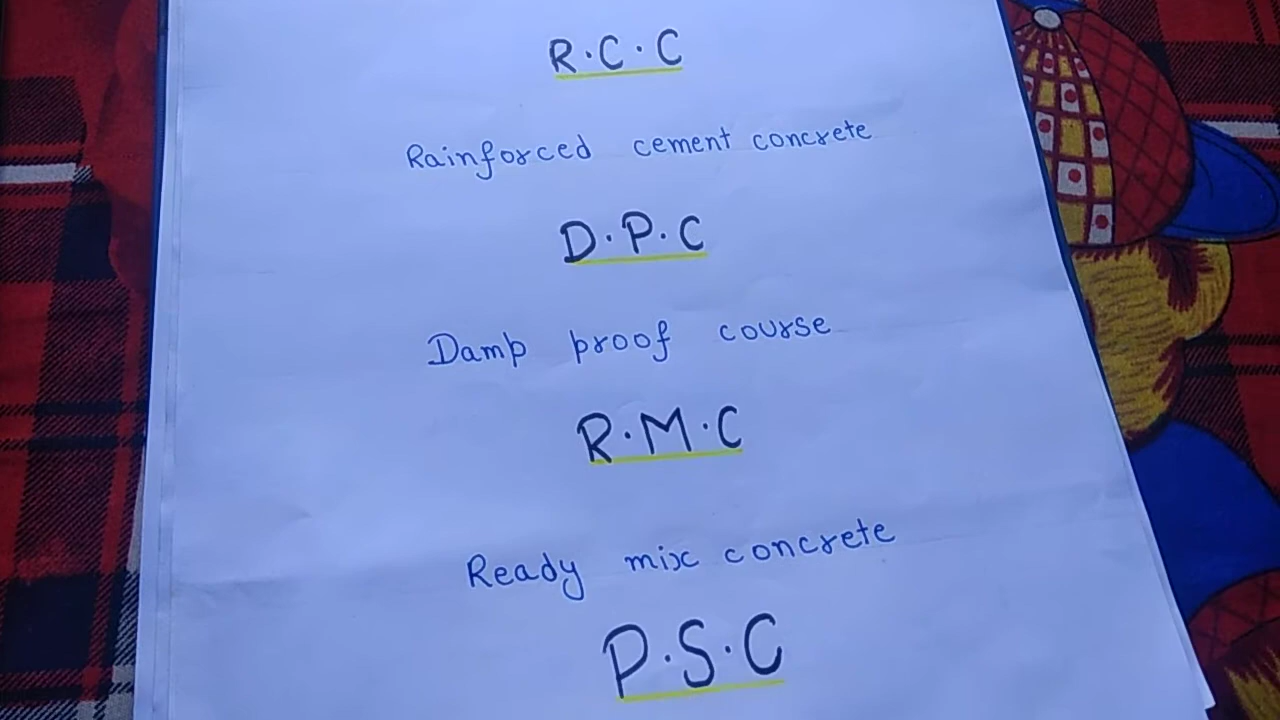 R.C.C
Rainforced cement concrete
D.P.C
Damp proof course
R.M.C
Ready mix concrete
P.S.C